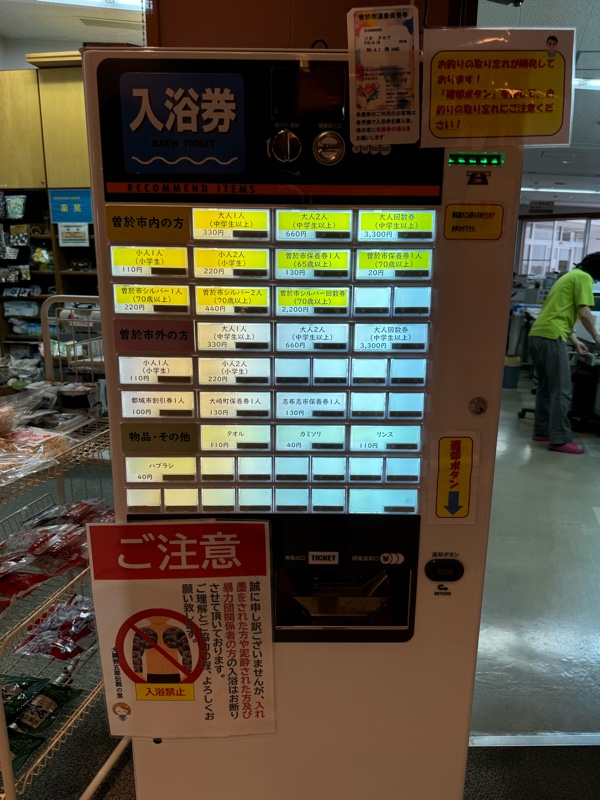 曽於市温泉保養券
お釣りの取り忘れが頻発して
おります!
入浴券
BATH TICKET
RECOMMEND ITEMS
曽於市内の方
大人1人
(中学生以上)
330円
大人2人
(中学生以上)
660円
大人回数券
(中学生以上)
3,300円
小人1人
(小学生)
110円
小人2人
(小学生)
220円
曽於市保養券1人
(65歳以上)
130円
曽於市保養券1人
(70歳以上)
20円
曽於市シルバー1人
(70歳以上)
220円
曽於市シルバー2人
(70歳以上)
440円
曽於市シルバー回数券
(70歳以上)
2,200円
曽於市外の方
大人1人
(中学生以上)
330円
大人2人
(中学生以上)
660円
大人回数券
(中学生以上)
3,300円
小人1人
(小学生)
110円
小人2人
(小学生)
220円
都城市割引券1人
100円
大崎町保養券1人
130円
志布志市保養券1人
130円
物品・その他
タオル
110円
カミソリ
40円
リンス
110円
ハブラシ
40円
返却ボタン
TICKET
返却ボタン
RETURN
ご注意
誠に申し訳ございませんが、入れ
墨をされた方や泥酔された方及び
暴力団関係者の方の入浴はお断り
させて頂いております。
ご理解とご協力の程、よろしくお
願い致します。
入浴禁止